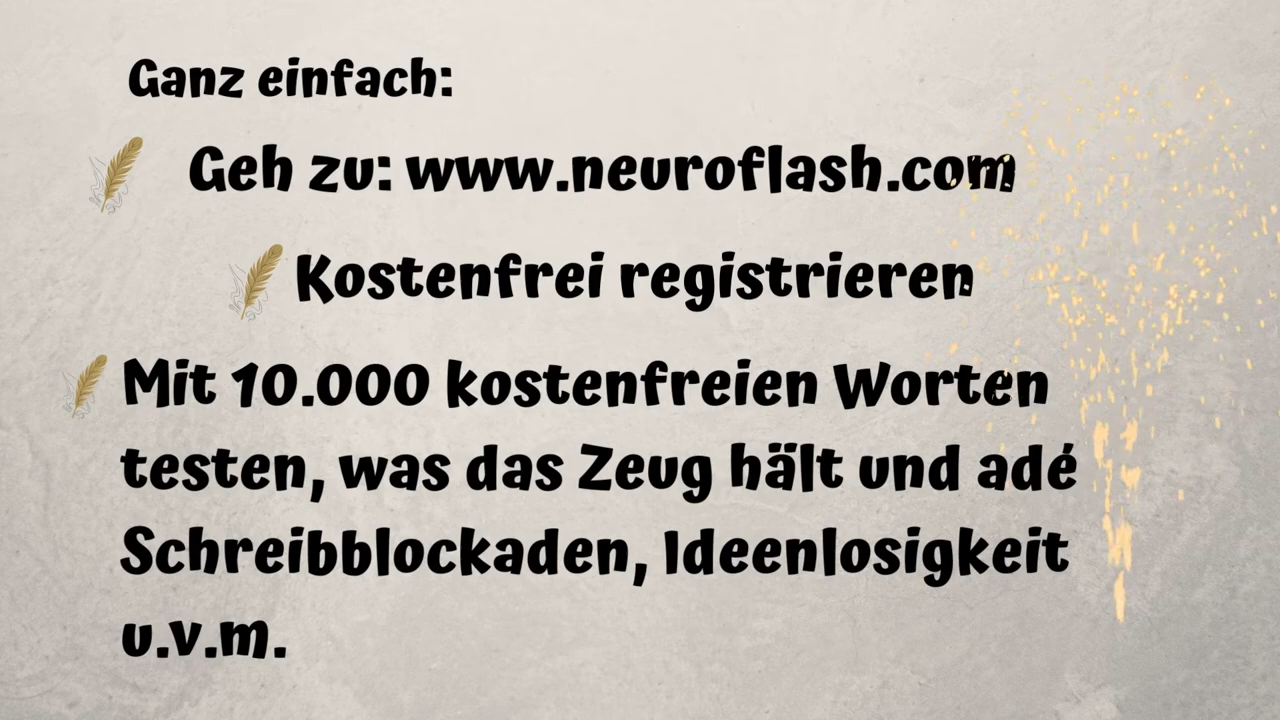 Ganz einfach:
Geh zu: www.neuroflash.com
Kostenfrei registrieren
Mit 10.000 kostenfreien Worten
testen, was das Zeug hält und adé
Schreibblockaden, Ideenlosigkeit
u.v.m.